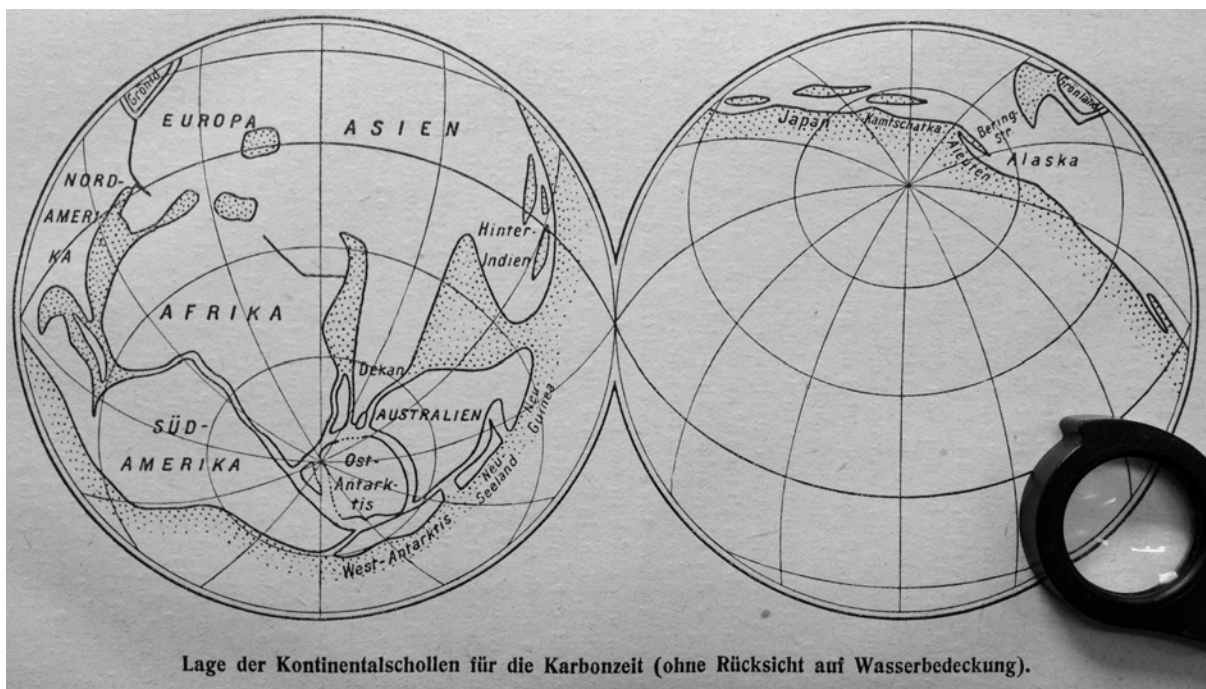 Grönld
EUROPA
ASIEN
NORD-
AMERI
KA
Hinter-
Indien
AFRIKA
Dekan
AUSTRALIEN
Neu
Guinea
SÜD-
AMERIKA
Ost-
Antark-
tis
Neu-
Seeland
West-Antarktis
Japan
Kamtschatka
Aleuten
Bering-
Str.
Grönland
Alaska
Lage der Kontinentalschollen für die Karbonzeit (ohne Rücksicht auf Wasserbedeckung).